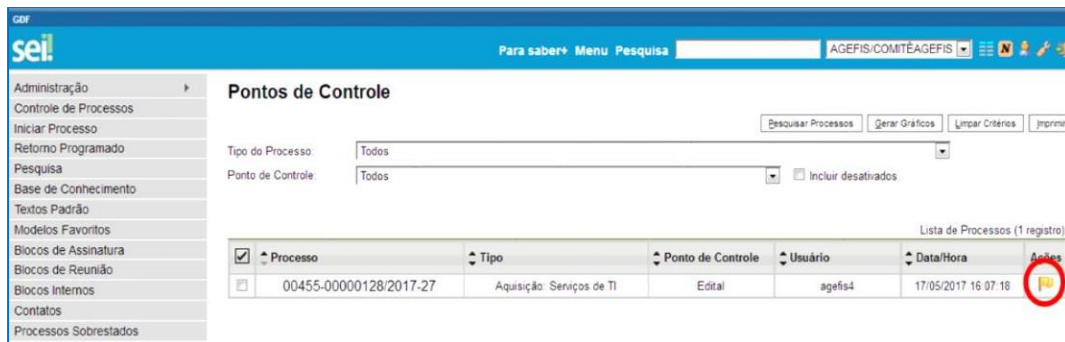 GDF
sei!
Para saber+ Menu Pesquisa AGEFIS/COMITÊAGEFIS N
Administração
Controle de Processos
Iniciar Processo
Retorno Programado
Pesquisa
Base de Conhecimento
Textos Padrão
Modelos Favoritos
Blocos de Assinatura
Blocos de Reunião
Blocos Internos
Contatos
Processos Sobrestados
Pontos de Controle
Pesquisar Processos Gerar Gráficos Limpar Critérios Imprimir
Tipo do Processo: Todos
Ponto de Controle: Todos Incluir desativados
Lista de Processos (1 registro)
Processo Tipo Ponto de Controle Usuário Data/Hora Ações
00455-00000128/2017-27 Aquisição: Serviços de TI Edital agefis4 17/05/2017 16:07:18